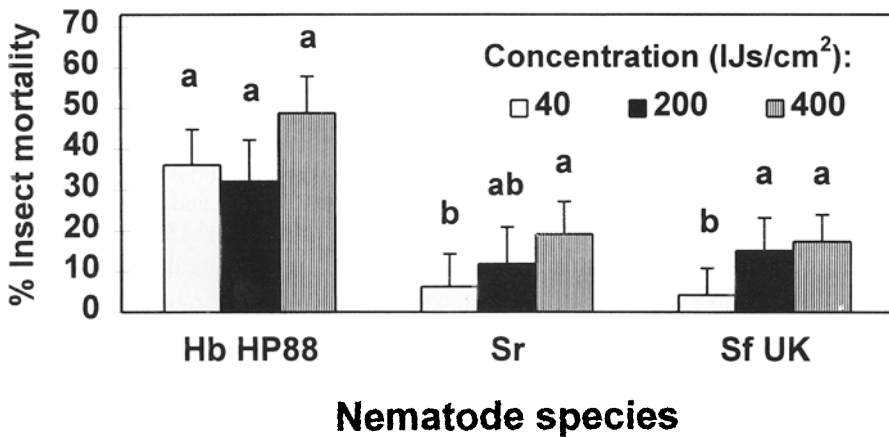 % Insect mortality
70
60
50
40
30
20
10
0
Concentration (IJs/cm²):
40 200 400
a a a
b ab a
b a a
Hb HP88 Sr Sf UK
Nematode species